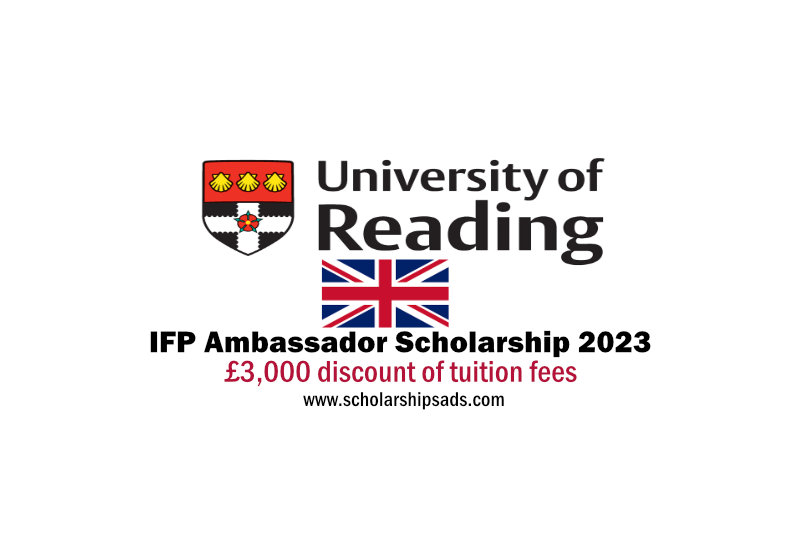 University of
Reading
IFP Ambassador Scholarship 2023
£3,000 discount of tuition fees
www.scholarshipsads.com